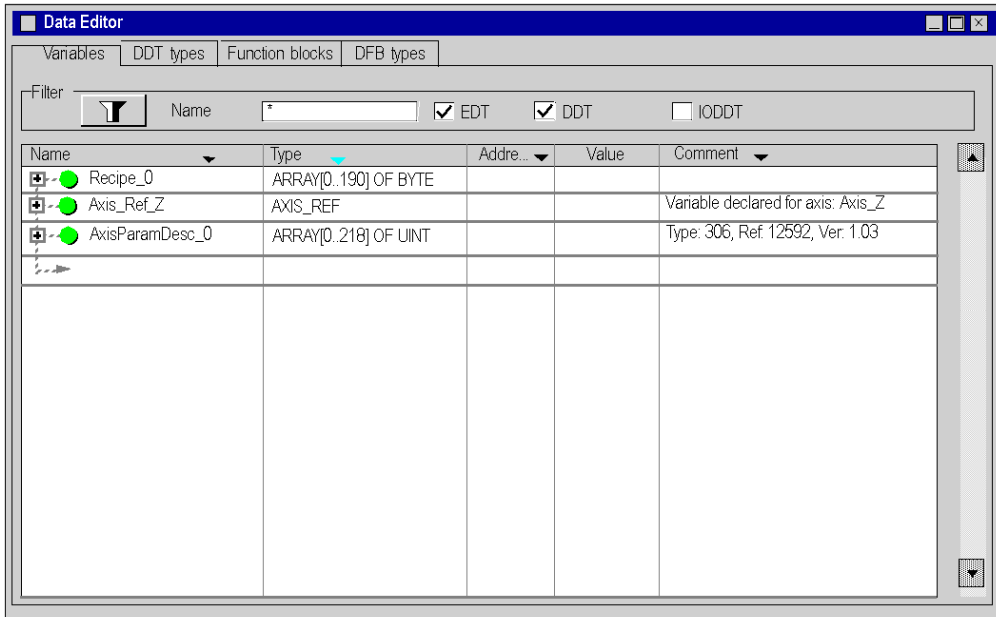 Data Editor
Variables DDT types Function blocks DFB types
Filter
Name * EDT DDT IODDT
Name Type Addre... Value Comment
Recipe_0 ARRAY[0..190] OF BYTE
Axis_Ref_Z AXIS_REF Variable declared for axis: Axis_Z
AxisParamDesc_0 ARRAY[0..218] OF UINT Type: 306, Ref: 12592, Ver: 1.03